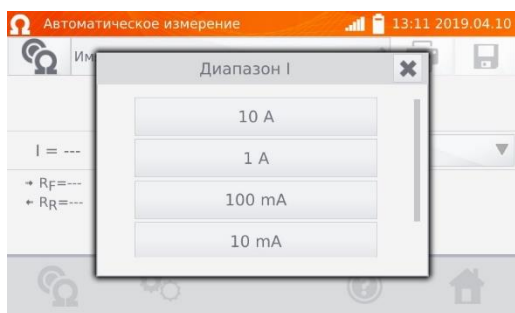 Автоматическое измерение 13:11 2019.04.10
Им
Диапазон I
10 A
1 A
I = ---
100 mA
→ RF=---
← RR=---
10 mA